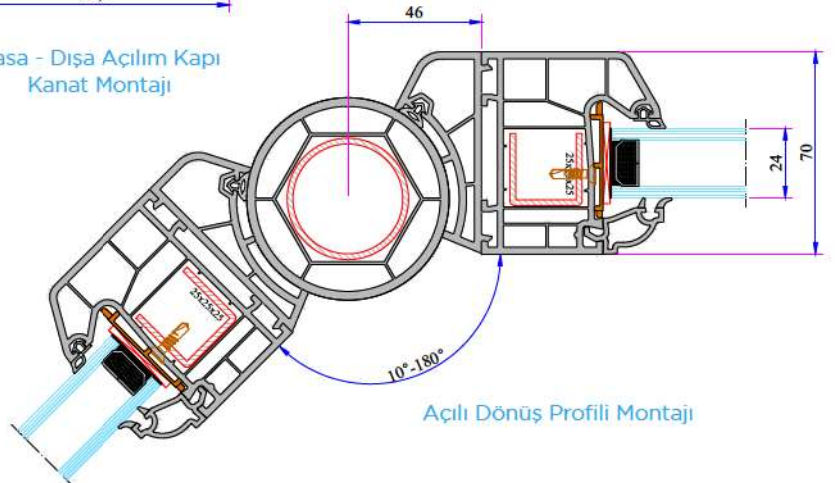 46
asa - Dışa Açılım Kapı
Kanat Montajı
25x25x25
24
70
25x25x25
10°-180°
Açılı Dönüş Profili Montajı